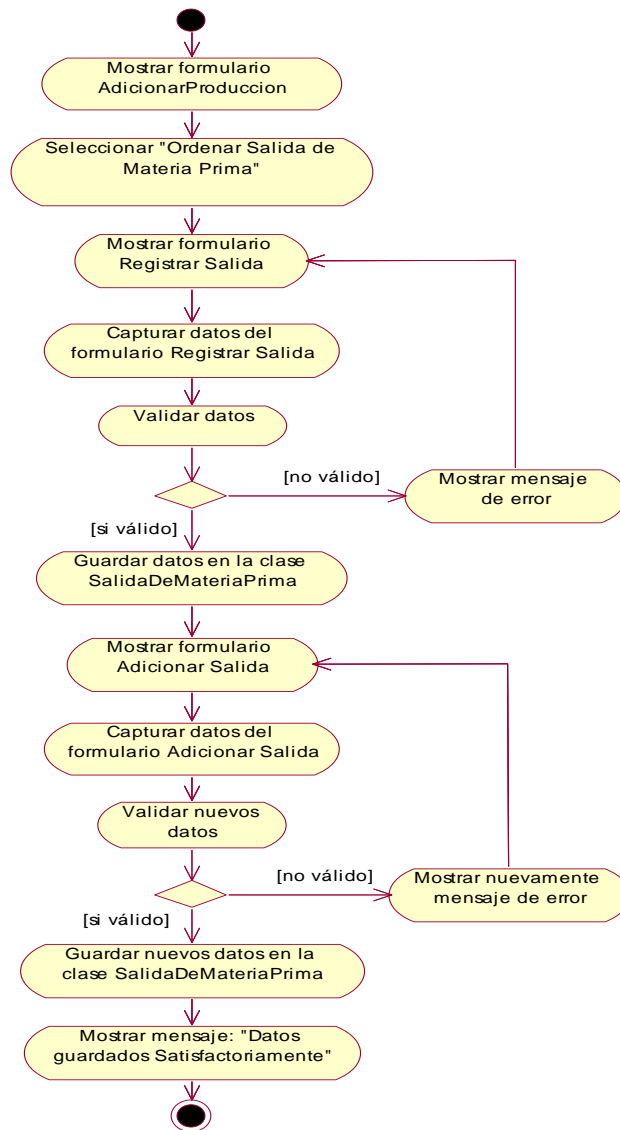 Mostrar formulario
AdicionarProduccion
Seleccionar "Ordenar Salida de
Materia Prima"
Mostrar formulario
Registrar Salida
Capturar datos del
formulario Registrar Salida
Validar datos
[no válido]
Mostrar mensaje
de error
[si válido]
Guardar datos en la clase
SalidaDeMateriaPrima
Mostrar formulario
Adicionar Salida
Capturar datos del
formulario Adicionar Salida
Validar nuevos
datos
[no válido]
Mostrar nuevamente
mensaje de error
[si válido]
Guardar nuevos datos en la
clase SalidaDeMateriaPrima
Mostrar mensaje: "Datos
guardados Satisfactoriamente"